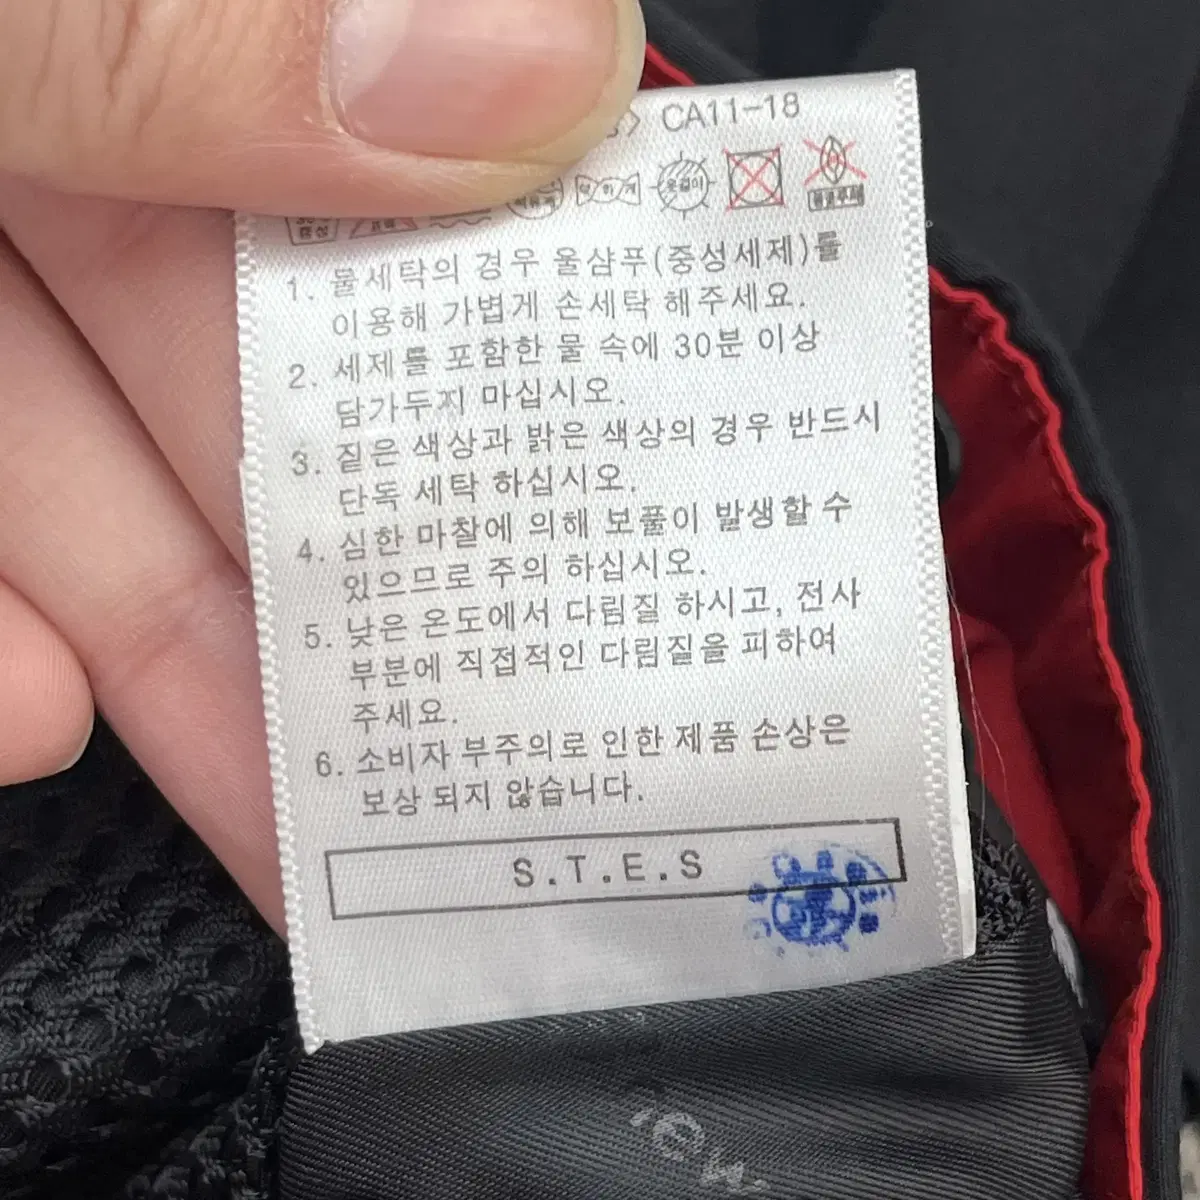 CA11-18
약하게
옷걸이
1. 물세탁의 경우 울샴푸(중성세제)를
이용해 가볍게 손세탁 해주세요.
2. 세제를 포함한 물 속에 30분 이상
담가두지 마십시오.
3. 짙은 색상과 밝은 색상의 경우 반드시
단독 세탁 하십시오.
4. 심한 마찰에 의해 보풀이 발생할 수
있으므로 주의 하십시오.
5. 낮은 온도에서 다림질 하시고, 전사
부분에 직접적인 다림질을 피하여
주세요.
6. 소비자 부주의로 인한 제품 손상은
보상 되지 않습니다.
S.T.E.S